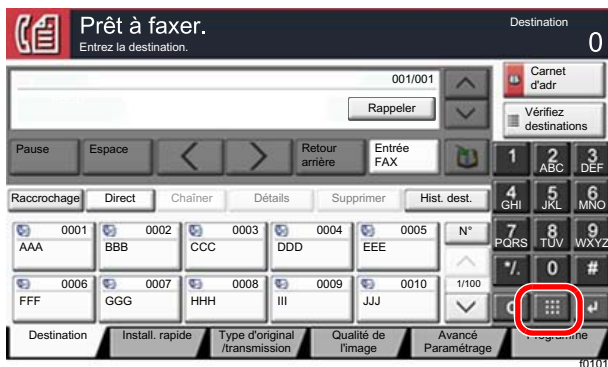 Prêt à faxer.
Entrez la destination.
Destination
0
001/001
Rappeler
Carnet
d'adr
Vérifiez
destinations
Pause
Espace
Retour
arrière
Entrée
FAX
1
2
ABC
3
DEF
Raccrochage
Direct
Chaîner
Détails
Supprimer
Hist. dest.
4
GHI
5
JKL
6
MNO
0001
AAA
0002
BBB
0003
CCC
0004
DDD
0005
EEE
N°
7
PQRS
8
TUV
9
WXYZ
*/.
0
#
0006
FFF
0007
GGG
0008
HHH
0009
III
0010
JJJ
1/100
C
Destination
Install. rapide
Type d'original
/transmission
Qualité de
l'image
Avancé
Paramétrage
Programme
f0101